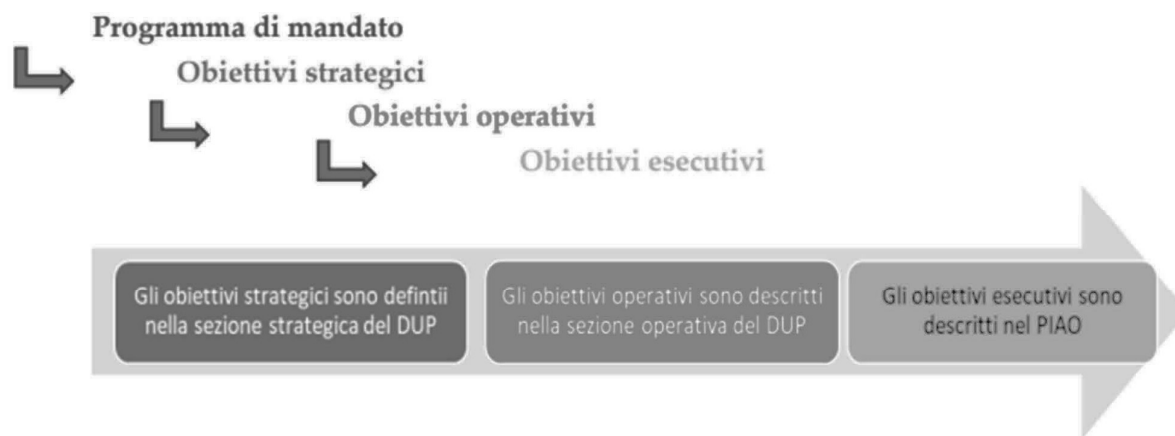 Programma di mandato
Obiettivi strategici
Obiettivi operativi
Obiettivi esecutivi
Gli obiettivi strategici sono defintii
nella sezione strategica del DUP
Gli obiettivi operativi sono descritti
nella sezione operativa del DUP
Gli obiettivi esecutivi sono
descritti nel PIAO